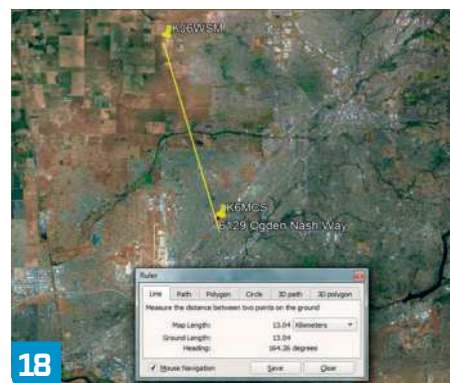 KJ6WSM
K6MCS
6129 Ogden Nash Way
Ruler
Line Path Polygon Circle 3D path 3D polygon
Measure the distance between two points on the ground
Map Length: 13.04 Kilometers
Ground Length: 13.04
Heading: 164.36 degrees
Mouse Navigation Save Clear
18